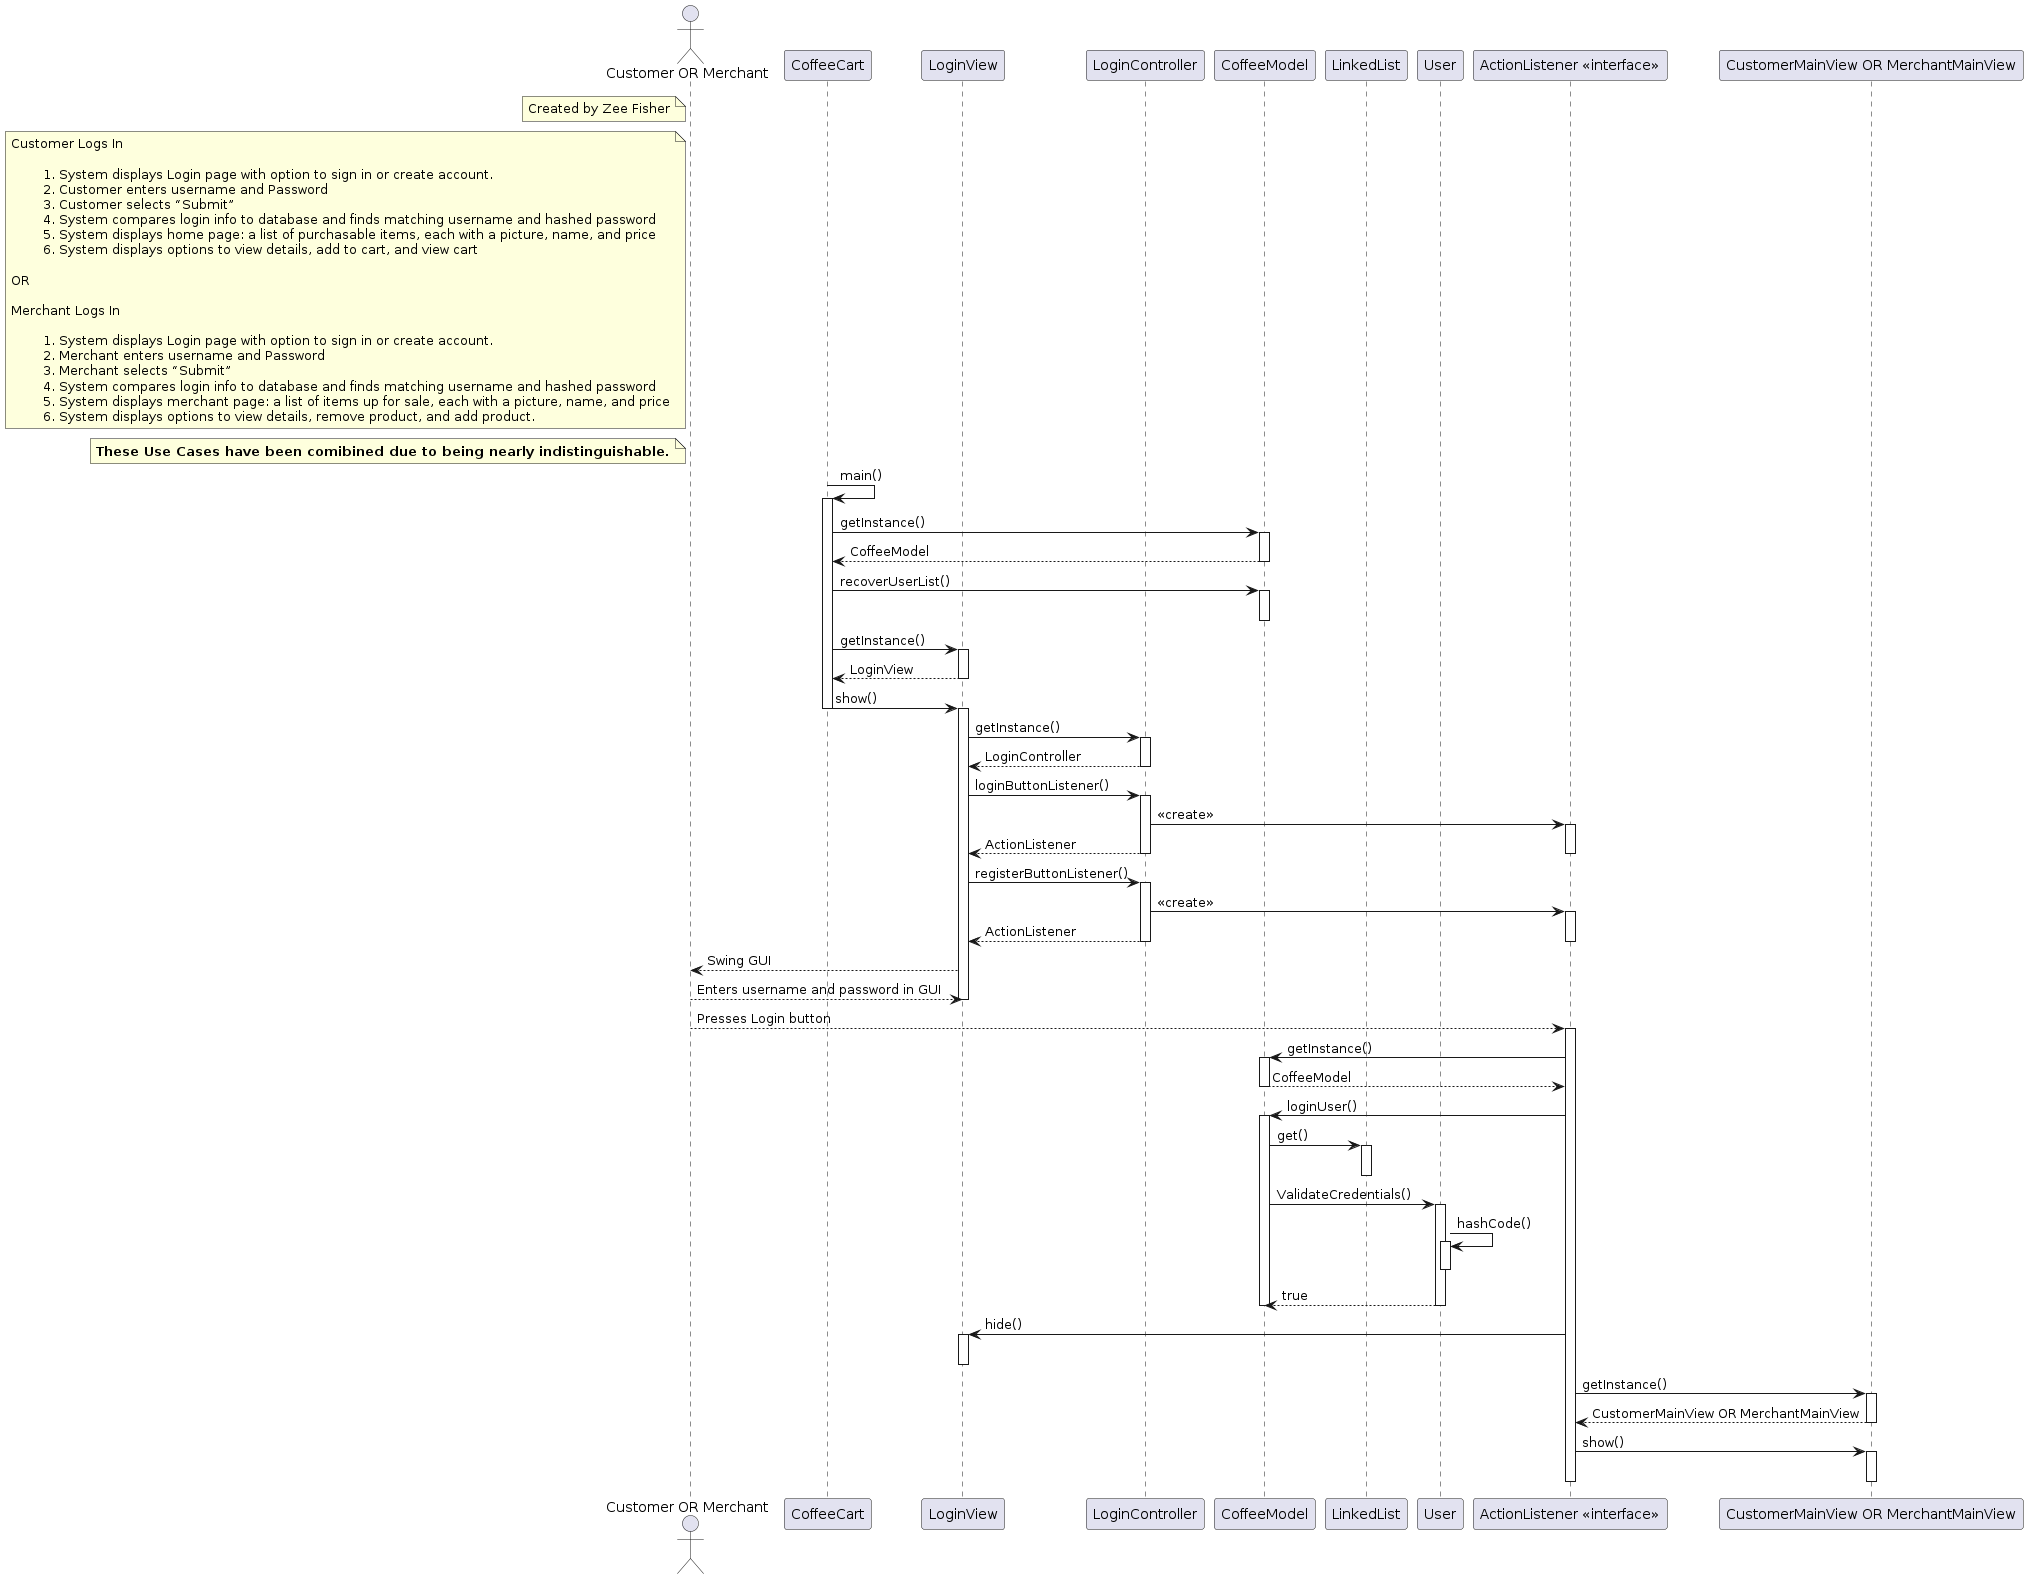 Customer OR Merchant
CoffeeCart
LoginView
LoginController
CoffeeModel
LinkedList
User
ActionListener «interface»
CustomerMainView OR MerchantMainView
Created by Zee Fisher
Customer Logs In
1. System displays Login page with option to sign in or create account.
2. Customer enters username and Password
3. Customer selects “Submit”
4. System compares login info to database and finds matching username and hashed password
5. System displays home page: a list of purchasable items, each with a picture, name, and price
6. System displays options to view details, add to cart, and view cart
OR
Merchant Logs In
1. System displays Login page with option to sign in or create account.
2. Merchant enters username and Password
3. Merchant selects “Submit”
4. System compares login info to database and finds matching username and hashed password
5. System displays merchant page: a list of items up for sale, each with a picture, name, and price
6. System displays options to view details, remove product, and add product.
These Use Cases have been comibined due to being nearly indistinguishable.
main()
getInstance()
CoffeeModel
recoverUserList()
getInstance()
LoginView
show()
getInstance()
LoginController
loginButtonListener()
«create»
ActionListener
registerButtonListener()
«create»
ActionListener
Swing GUI
Enters username and password in GUI
Presses Login button
getInstance()
CoffeeModel
loginUser()
get()
ValidateCredentials()
hashCode()
true
hide()
getInstance()
CustomerMainView OR MerchantMainView
show()
Customer OR Merchant
CoffeeCart
LoginView
LoginController
CoffeeModel
LinkedList
User
ActionListener «interface»
CustomerMainView OR MerchantMainView